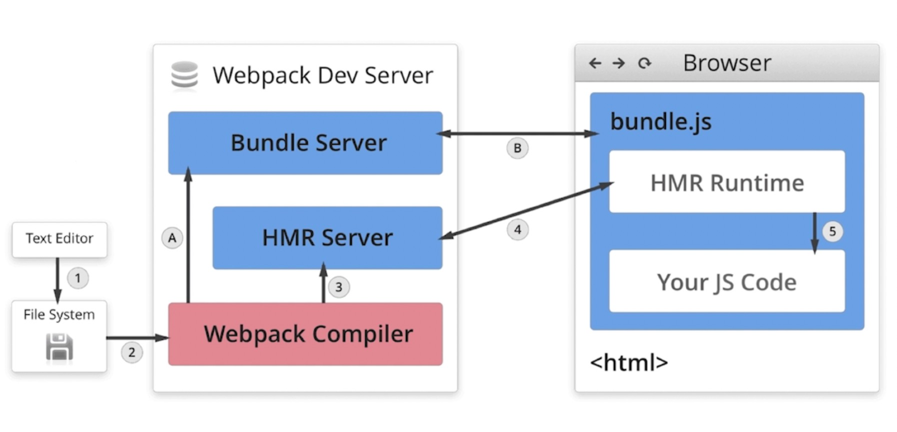 Webpack Dev Server
Browser
bundle.js
Bundle Server
B
HMR Runtime
HMR Server
A
4
5
Text Editor
1
3
Your JS Code
File System
Webpack Compiler
2
<html>